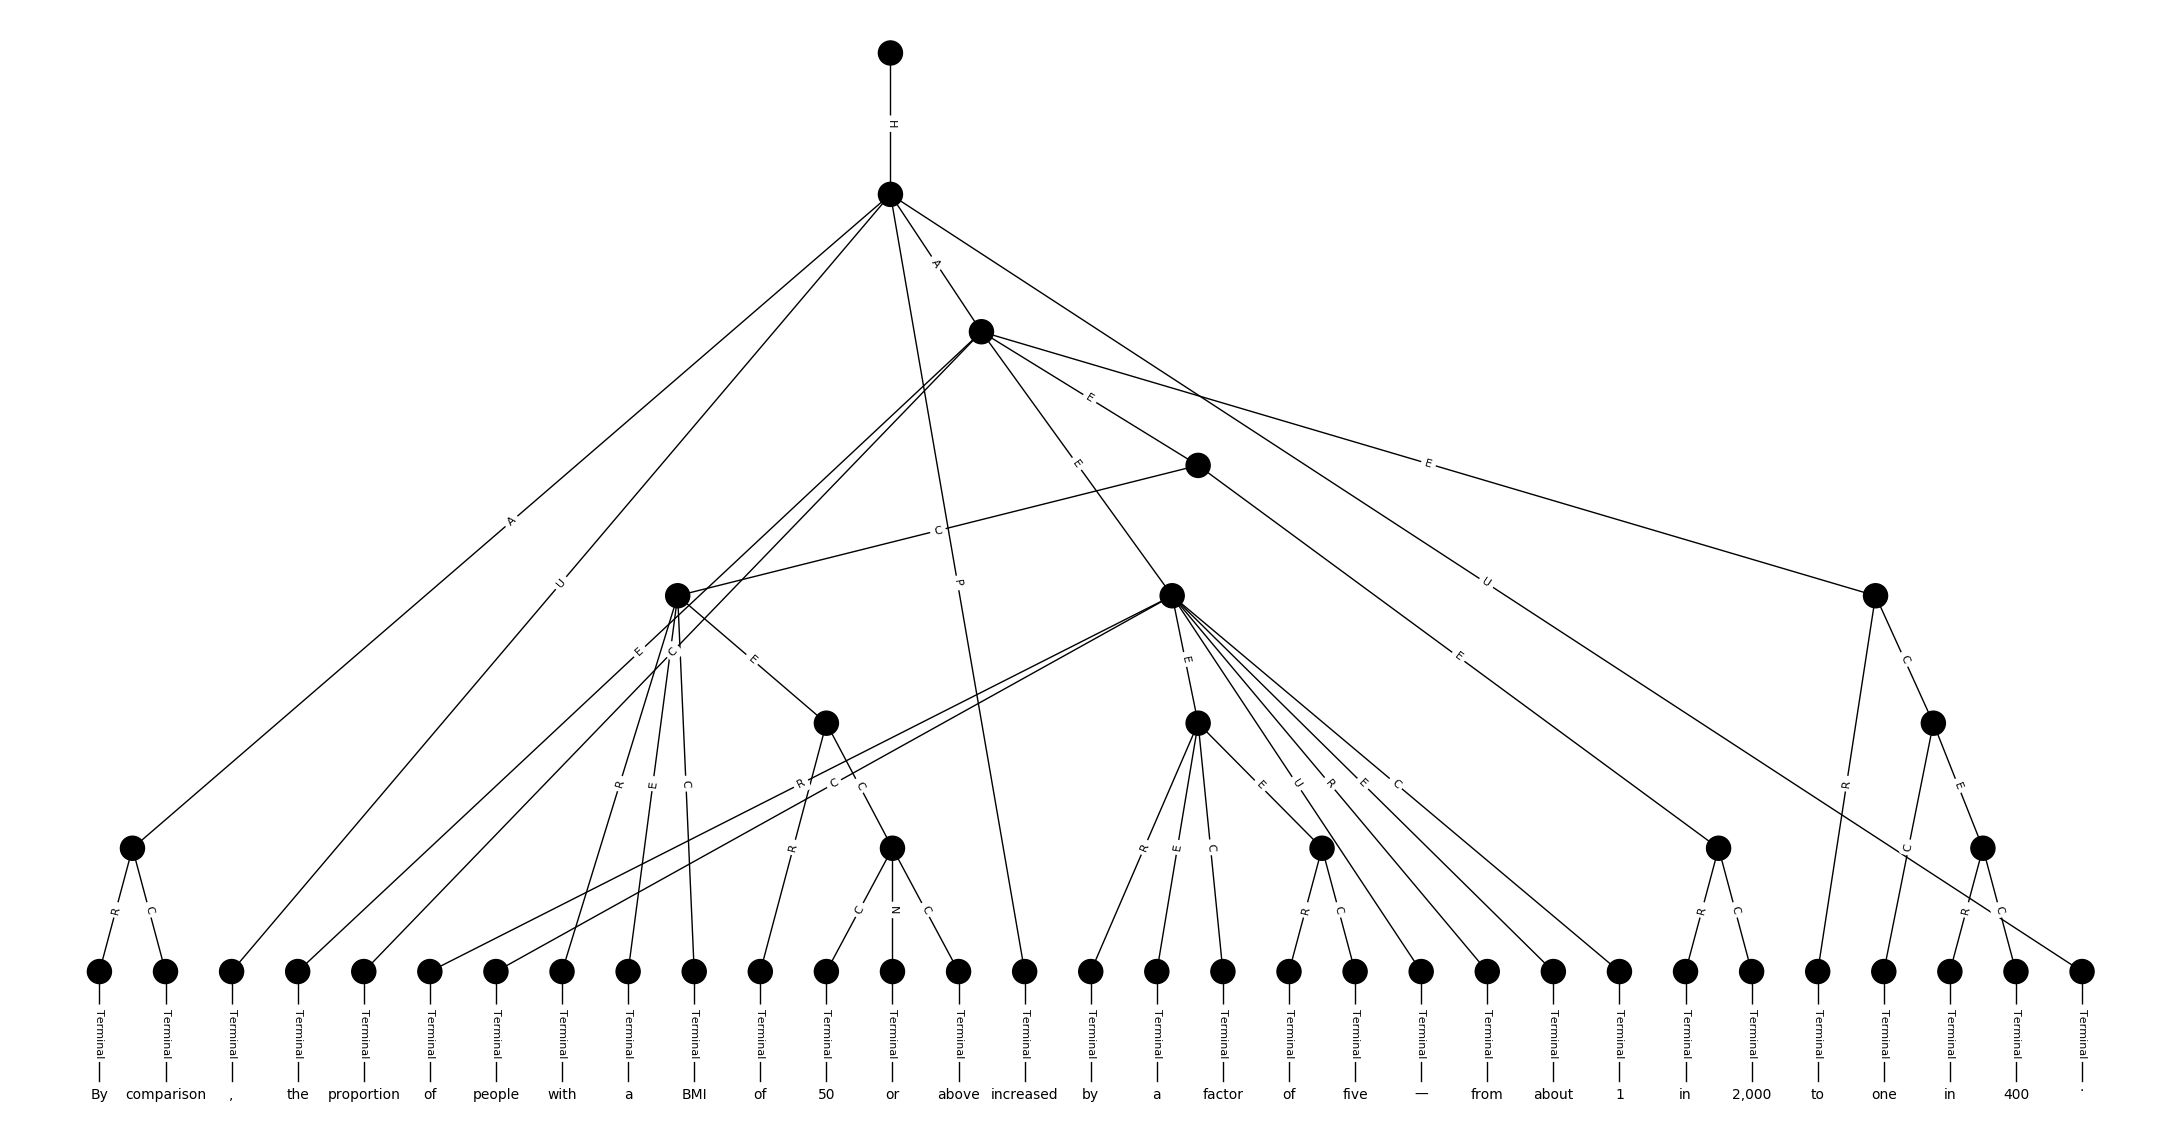 H
A
E
E
E
A
U
C
P
U
E
C
E
E
E
C
R
E
C
R
C
C
R
E
C
E
U
R
E
C
R
E
R
R
E
C
C
R
C
C
N
C
R
C
R
C
R
C
Terminal Terminal Terminal Terminal Terminal Terminal Terminal Terminal Terminal Terminal Terminal Terminal Terminal Terminal Terminal Terminal Terminal Terminal Terminal Terminal Terminal Terminal Terminal Terminal Terminal Terminal Terminal Terminal Terminal Terminal Terminal
By comparison , the proportion of people with a BMI of 50 or above increased by a factor of five — from about 1 in 2,000 to one in 400 .